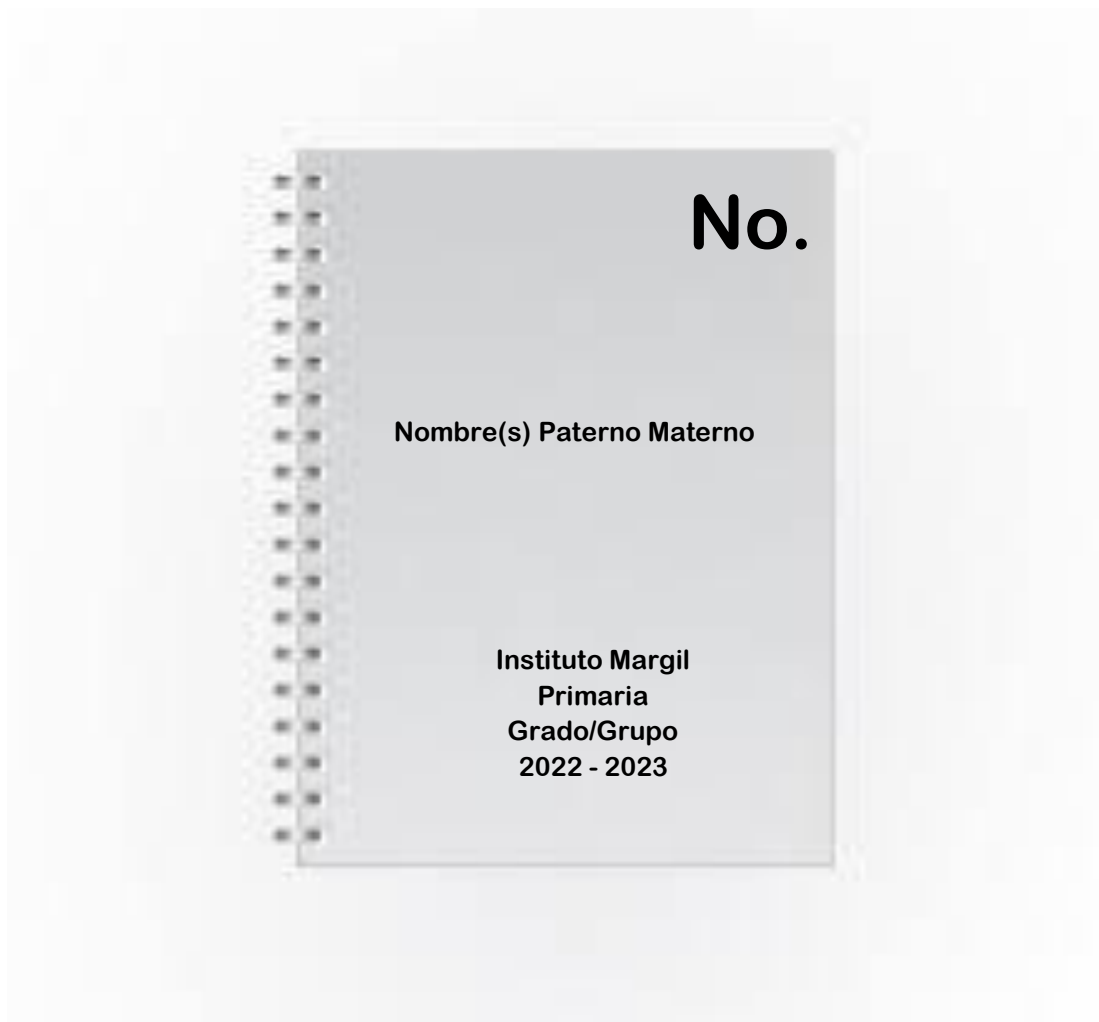 No.
Nombre(s) Paterno Materno
Instituto Margil
Primaria
Grado/Grupo
2022 - 2023